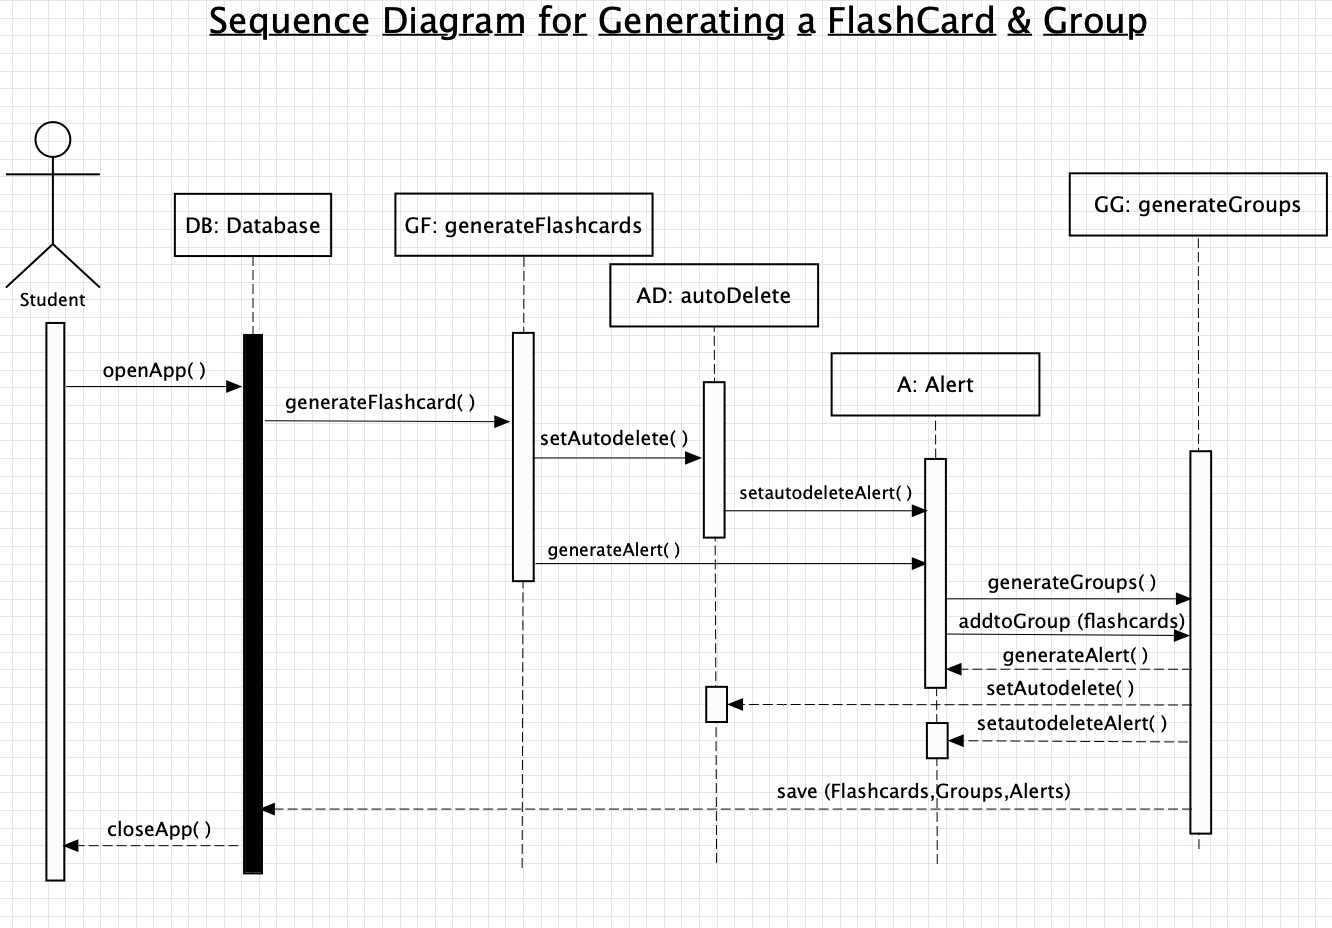 Sequence Diagram for Generating a FlashCard & Group
GG: generateGroups
DB: Database
GF: generateFlashcards
AD: autoDelete
Student
openApp( )
A: Alert
generateFlashcard( )
setAutodelete( )
setautodeleteAlert( )
generateAlert( )
generateGroups( )
addtoGroup (flashcards)
generateAlert( )
setAutodelete( )
setautodeleteAlert( )
save (Flashcards,Groups,Alerts)
closeApp( )